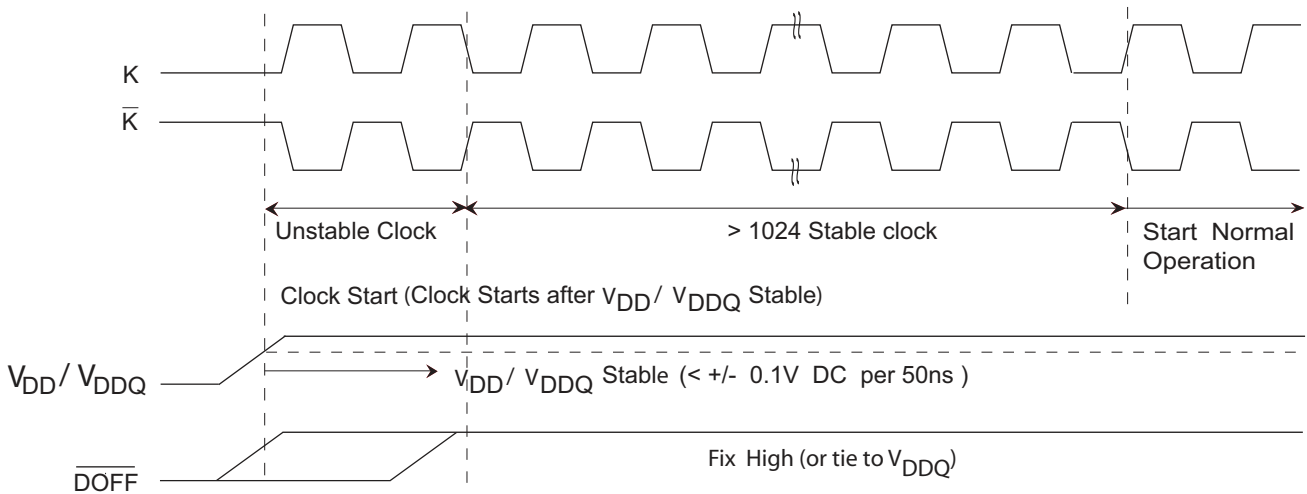 K
K̅
Unstable Clock
> 1024 Stable clock
Start Normal
Operation
Clock Start (Clock Starts after VDD / VDDQ Stable)
VDD / VDDQ
VDD / VDDQ Stable (< +/- 0.1V DC per 50ns )
D̅O̅F̅F̅
Fix High (or tie to VDDQ)